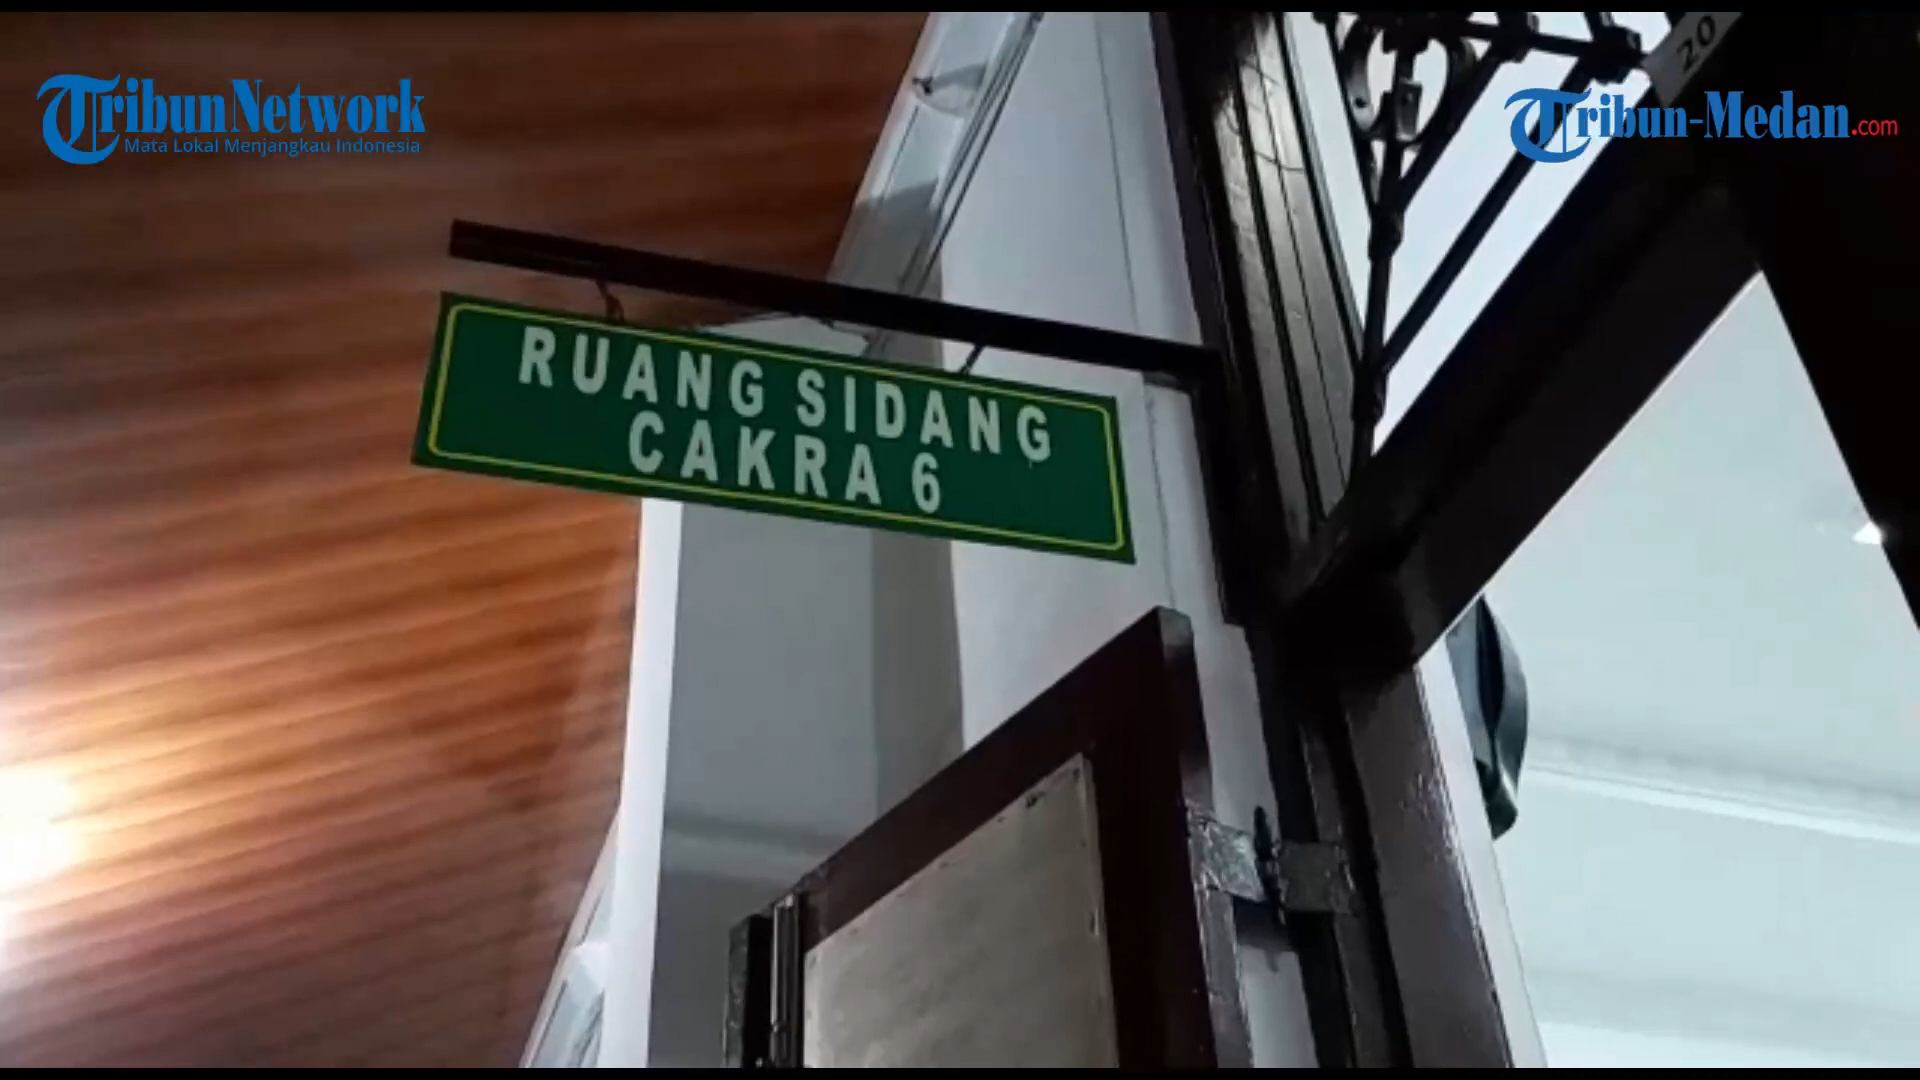 TribunNetwork
Mata Lokal Menjangkau Indonesia
Tribun-Medan.com
20
RUANG SIDANG
CAKRA 6